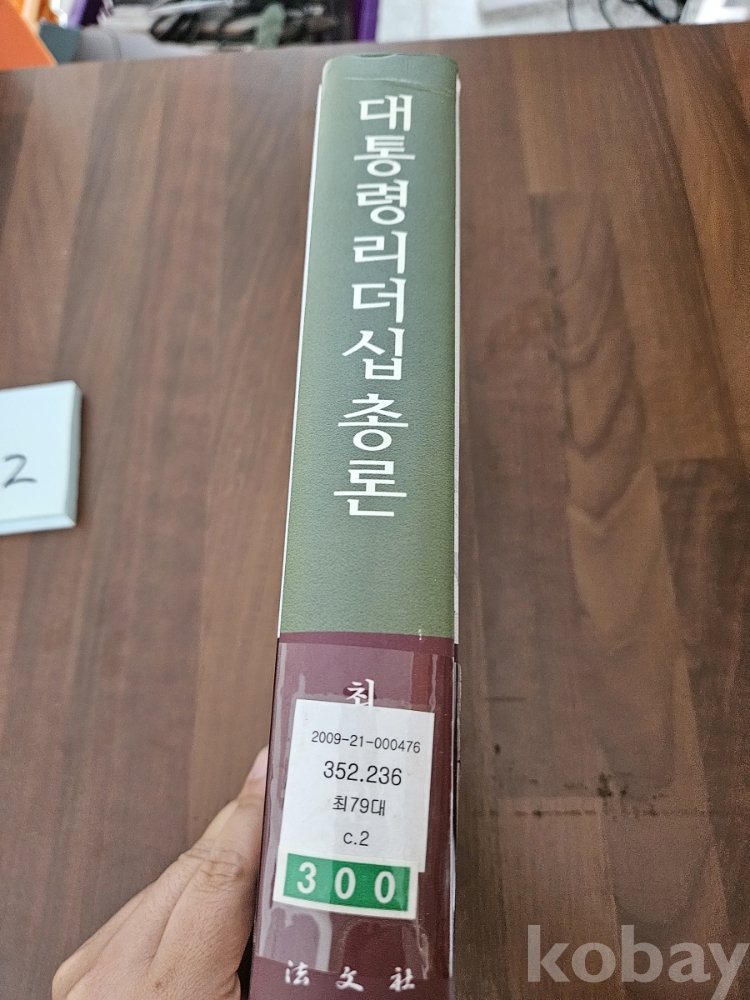 대통령리더십총론
최
2009-21-000476
352.236
최79대
c.2
300
法文社
2
kobay